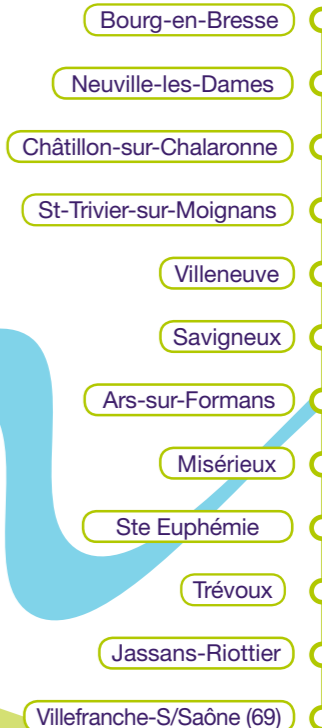 Bourg-en-Bresse
Neuville-les-Dames
Châtillon-sur-Chalaronne
St-Trivier-sur-Moignans
Villeneuve
Savigneux
Ars-sur-Formans
Misérieux
Ste Euphémie
Trévoux
Jassans-Riottier
Villefranche-S/Saône (69)